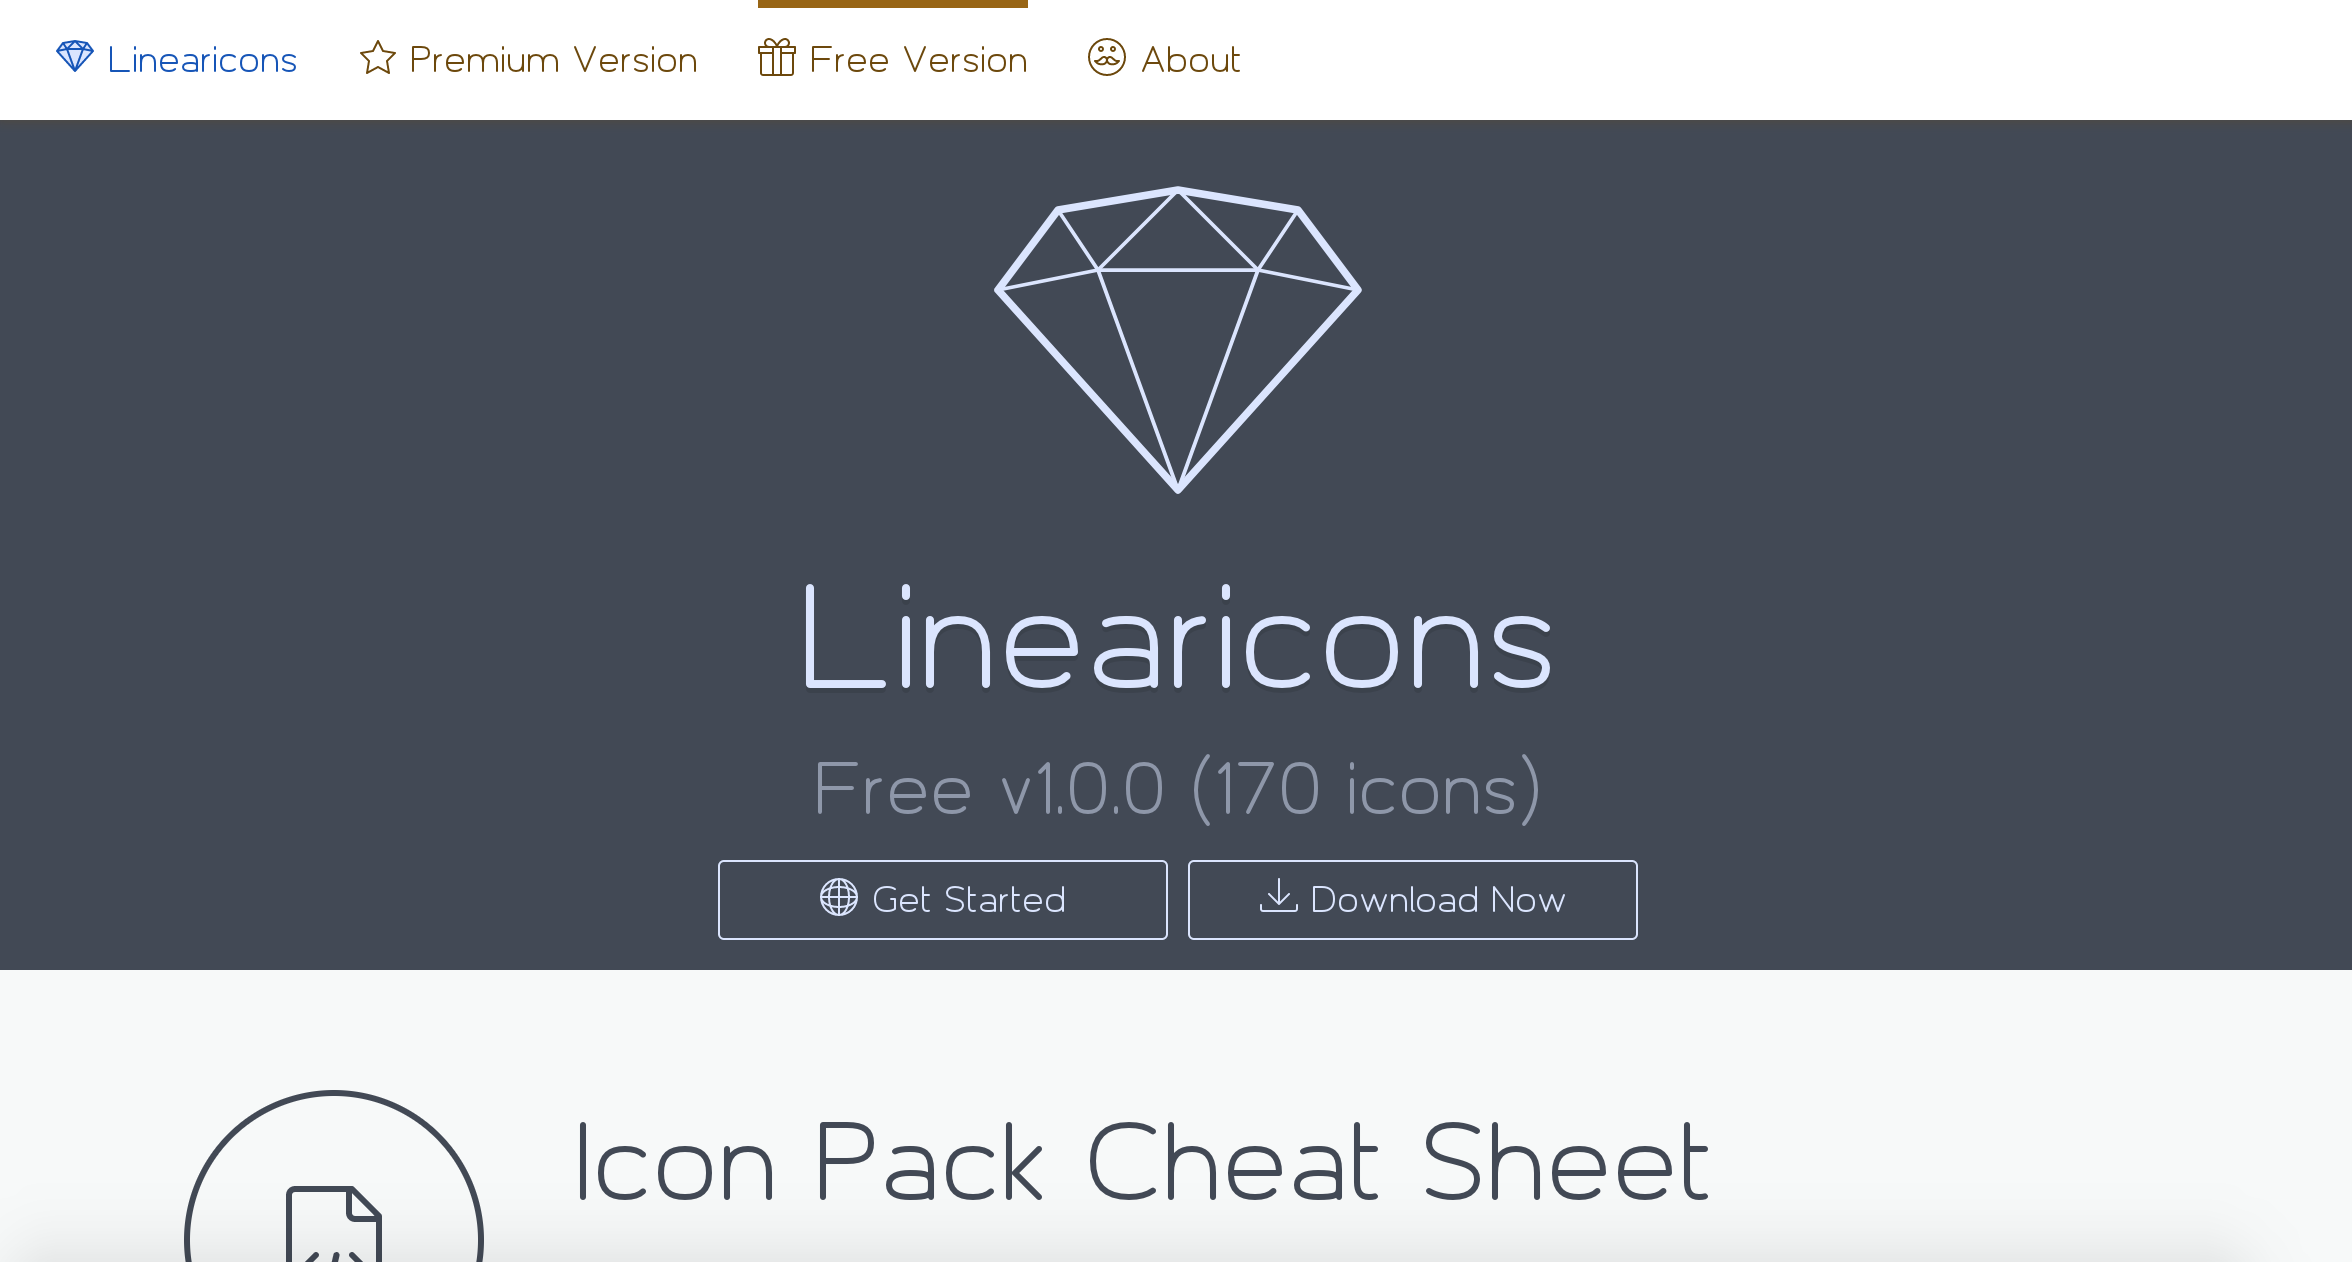 Linearicons Premium Version Free Version About
Linearicons
Free v1.0.0 (170 icons)
Get Started Download Now
Icon Pack Cheat Sheet